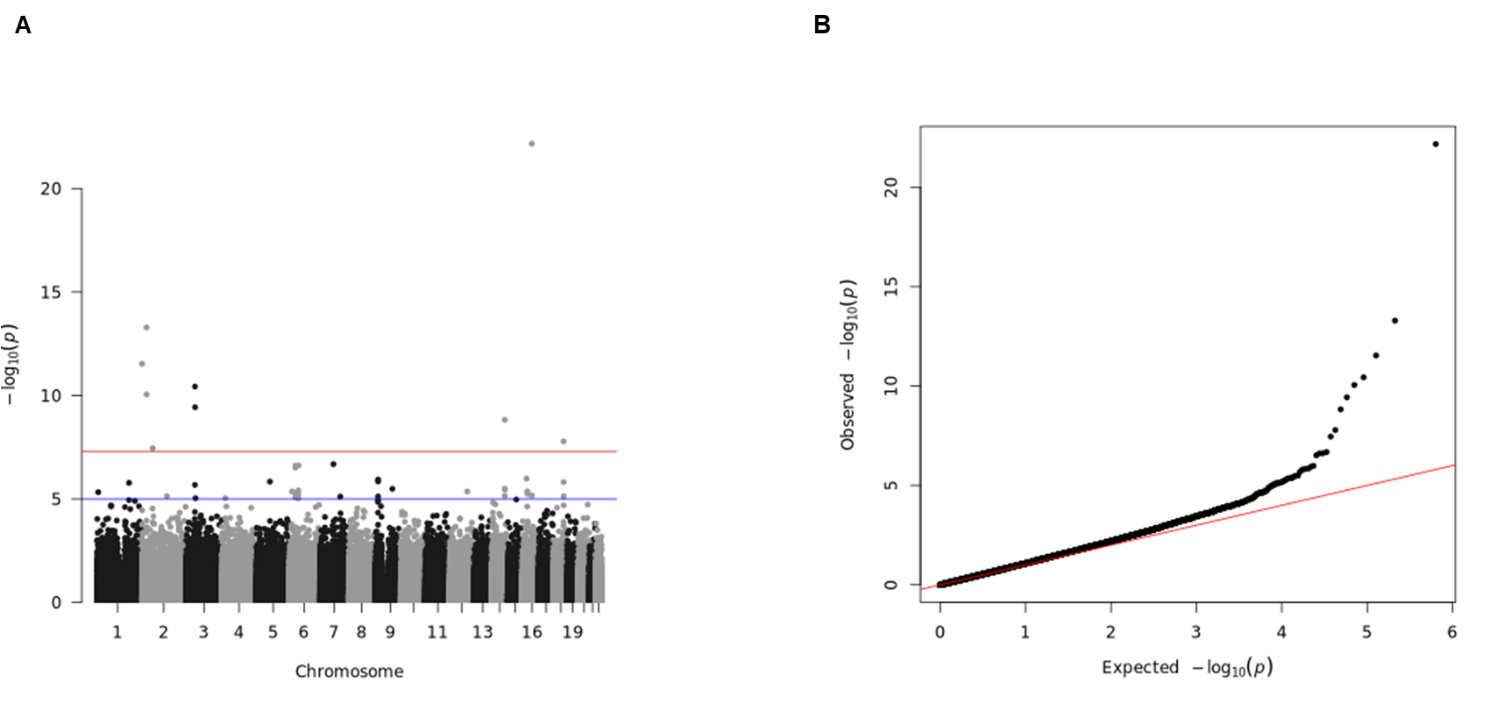 A
B
20
15
10
5
0
−log10(p)
1 2 3 4 5 6 7 8 9 11 13 16 19
Chromosome
20
15
10
5
0
Observed −log10(p)
0 1 2 3 4 5 6
Expected −log10(p)